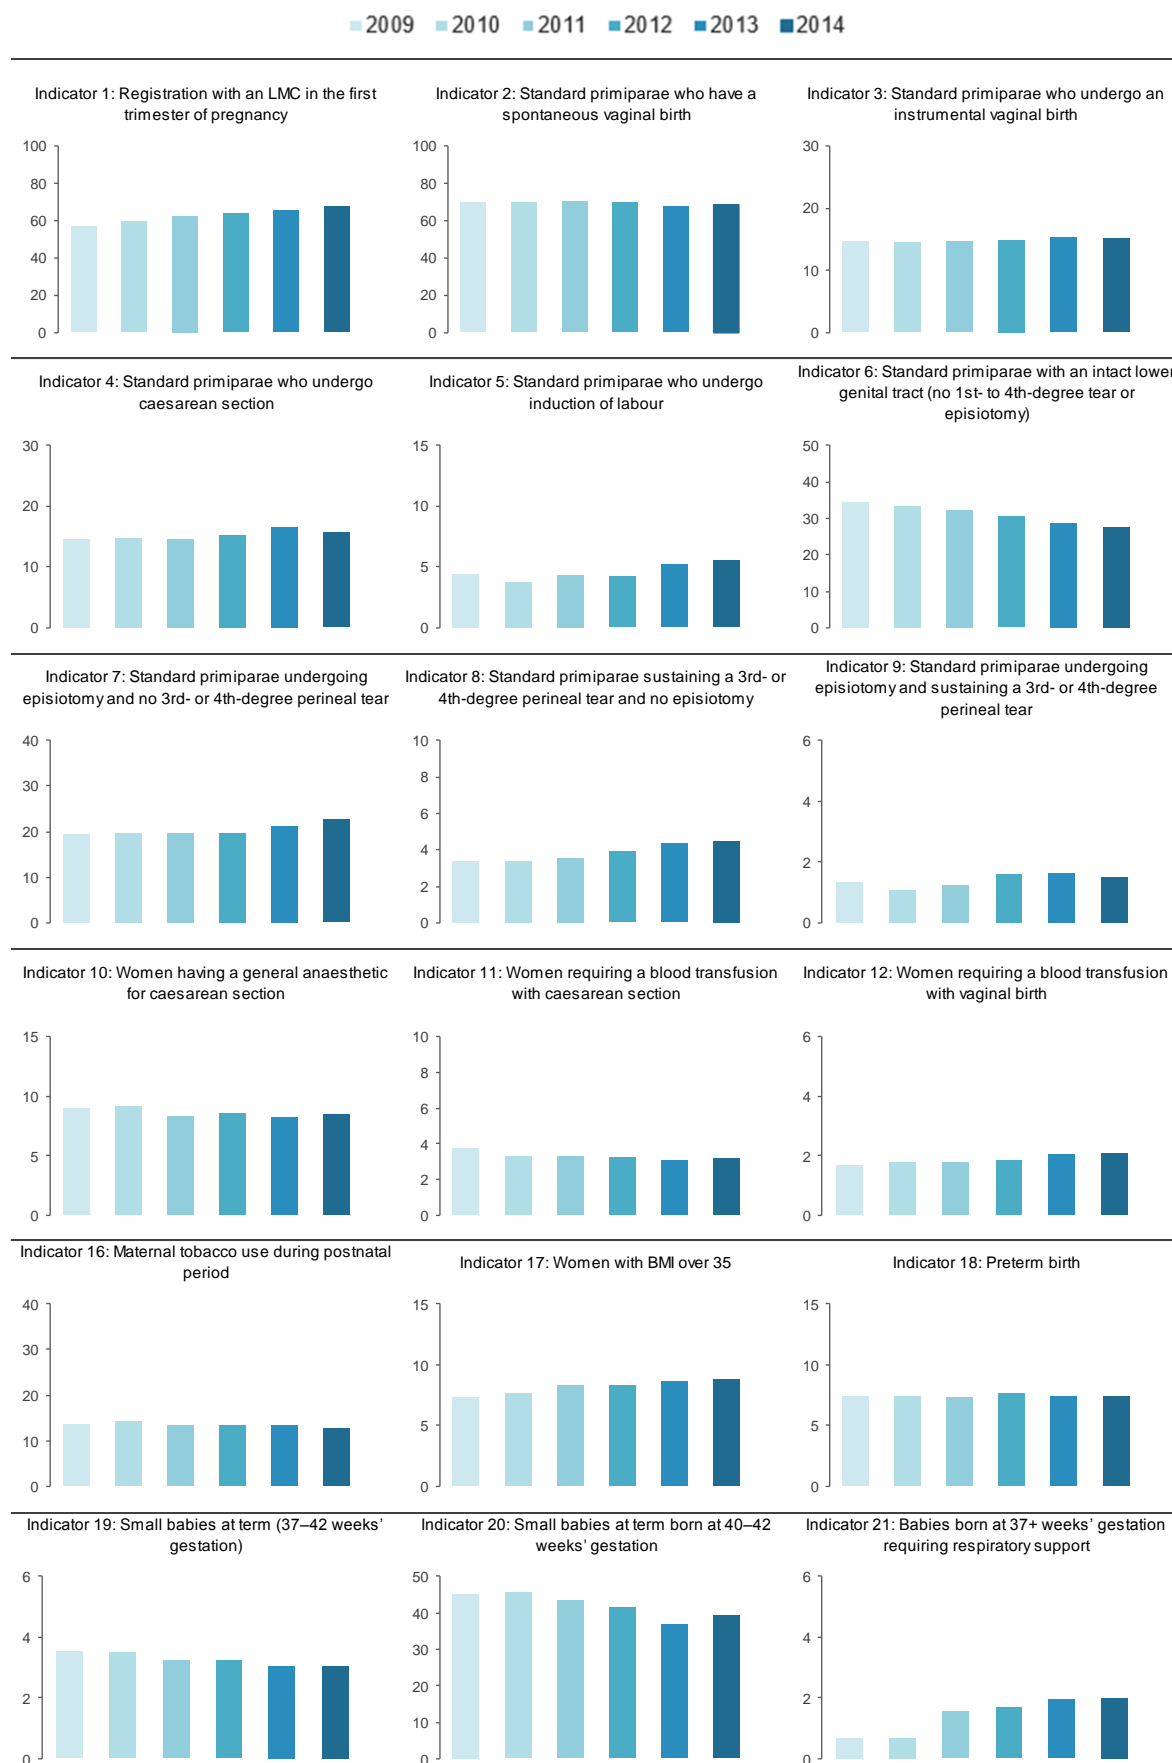 2009 2010 2011 2012 2013 2014
Indicator 1: Registration with an LMC in the first
trimester of pregnancy
100
80
60
40
20
0
Indicator 2: Standard primiparae who have a
spontaneous vaginal birth
100
80
60
40
20
0
Indicator 3: Standard primiparae who undergo an
instrumental vaginal birth
30
20
10
0
Indicator 4: Standard primiparae who undergo
caesarean section
30
20
10
0
Indicator 5: Standard primiparae who undergo
induction of labour
15
10
5
0
Indicator 6: Standard primiparae with an intact lower
genital tract (no 1st- to 4th-degree tear or
episiotomy)
50
40
30
20
10
0
Indicator 7: Standard primiparae undergoing
episiotomy and no 3rd- or 4th-degree perineal tear
40
30
20
10
0
Indicator 8: Standard primiparae sustaining a 3rd- or
4th-degree perineal tear and no episiotomy
10
8
6
4
2
0
Indicator 9: Standard primiparae undergoing
episiotomy and sustaining a 3rd- or 4th-degree
perineal tear
6
4
2
0
Indicator 10: Women having a general anaesthetic
for caesarean section
15
10
5
0
Indicator 11: Women requiring a blood transfusion
with caesarean section
10
8
6
4
2
0
Indicator 12: Women requiring a blood transfusion
with vaginal birth
6
4
2
0
Indicator 16: Maternal tobacco use during postnatal
period
40
30
20
10
0
Indicator 17: Women with BMI over 35
15
10
5
0
Indicator 18: Preterm birth
15
10
5
0
Indicator 19: Small babies at term (37–42 weeks’
gestation)
6
4
2
0
Indicator 20: Small babies at term born at 40–42
weeks' gestation
50
40
30
20
10
0
Indicator 21: Babies born at 37+ weeks’ gestation
requiring respiratory support
6
4
2
0